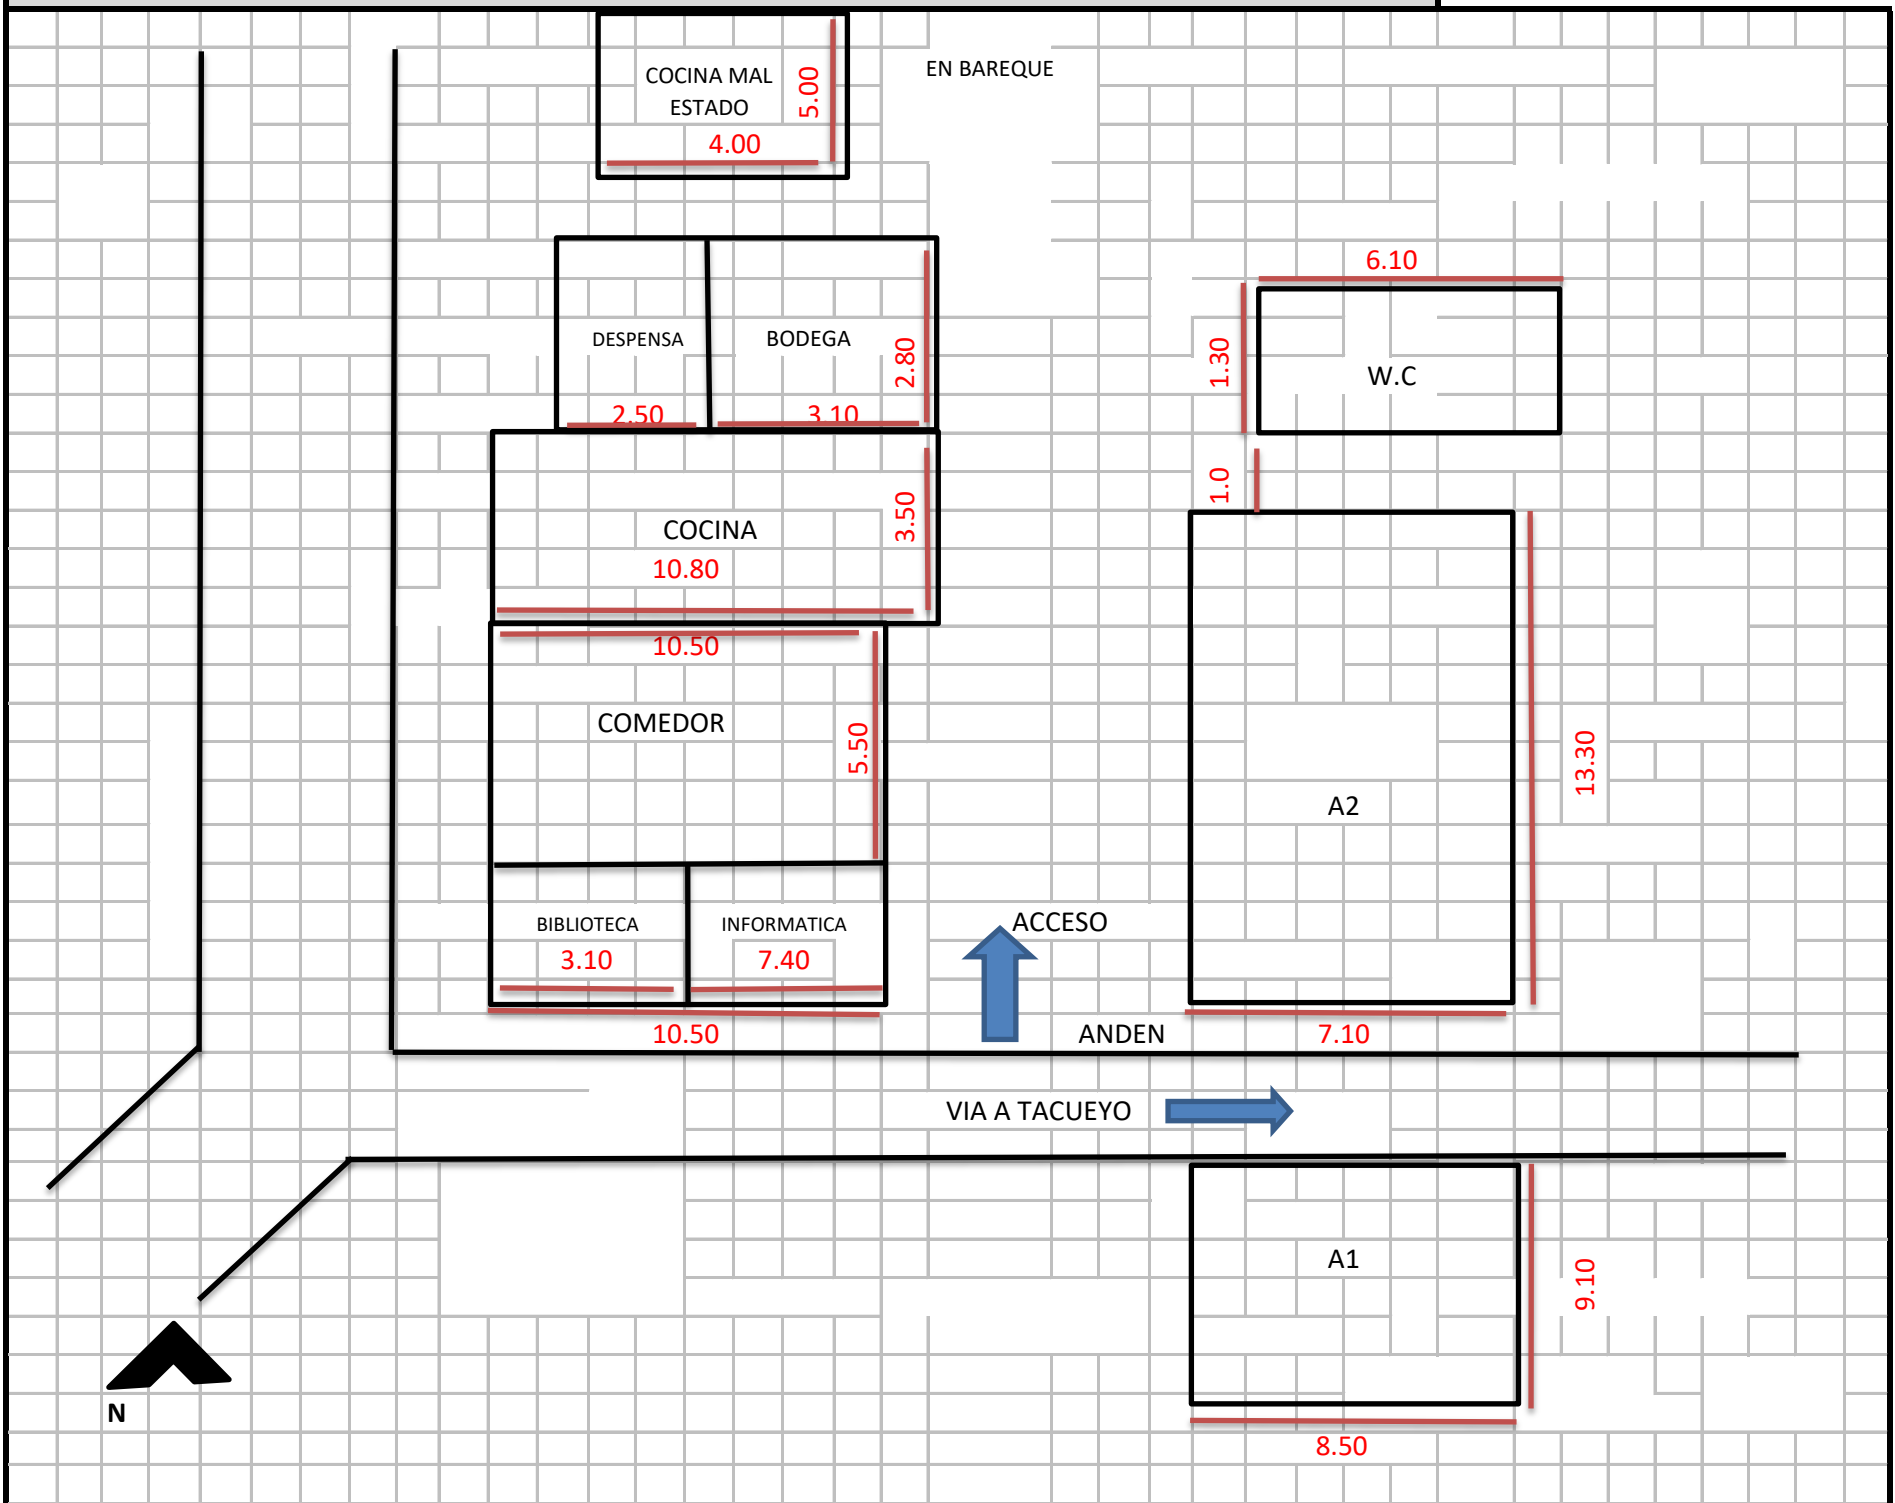 COCINA MAL
ESTADO
5.00
4.00
EN BAREQUE
6.10
DESPENSA
BODEGA
2.80
1.30
W.C
2.50
3.10
1.0
COCINA
3.50
10.80
10.50
COMEDOR
5.50
13.30
A2
BIBLIOTECA
INFORMATICA
ACCESO
3.10
7.40
10.50
ANDEN
7.10
VIA A TACUEYO
A1
9.10
N
8.50